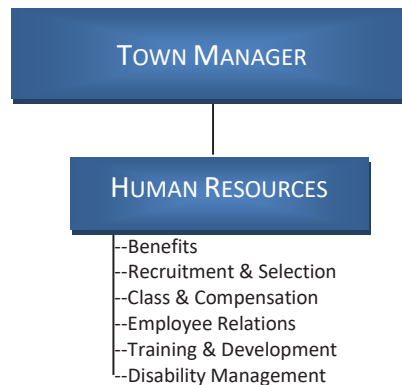 TOWN MANAGER
HUMAN RESOURCES
--Benefits
--Recruitment & Selection
--Class & Compensation
--Employee Relations
--Training & Development
--Disability Management